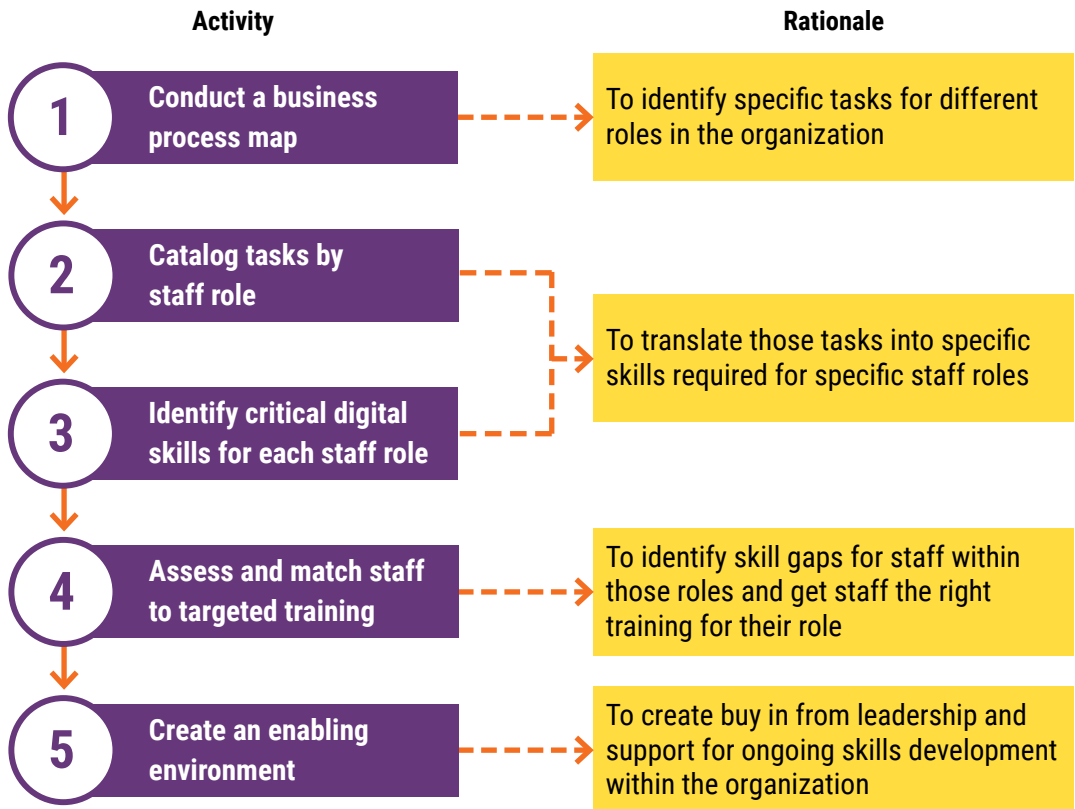 Activity
Rationale
1
Conduct a business
process map
To identify specific tasks for different
roles in the organization
2
Catalog tasks by
staff role
3
Identify critical digital
skills for each staff role
To translate those tasks into specific
skills required for specific staff roles
4
Assess and match staff
to targeted training
To identify skill gaps for staff within
those roles and get staff the right
training for their role
5
Create an enabling
environment
To create buy in from leadership and
support for ongoing skills development
within the organization